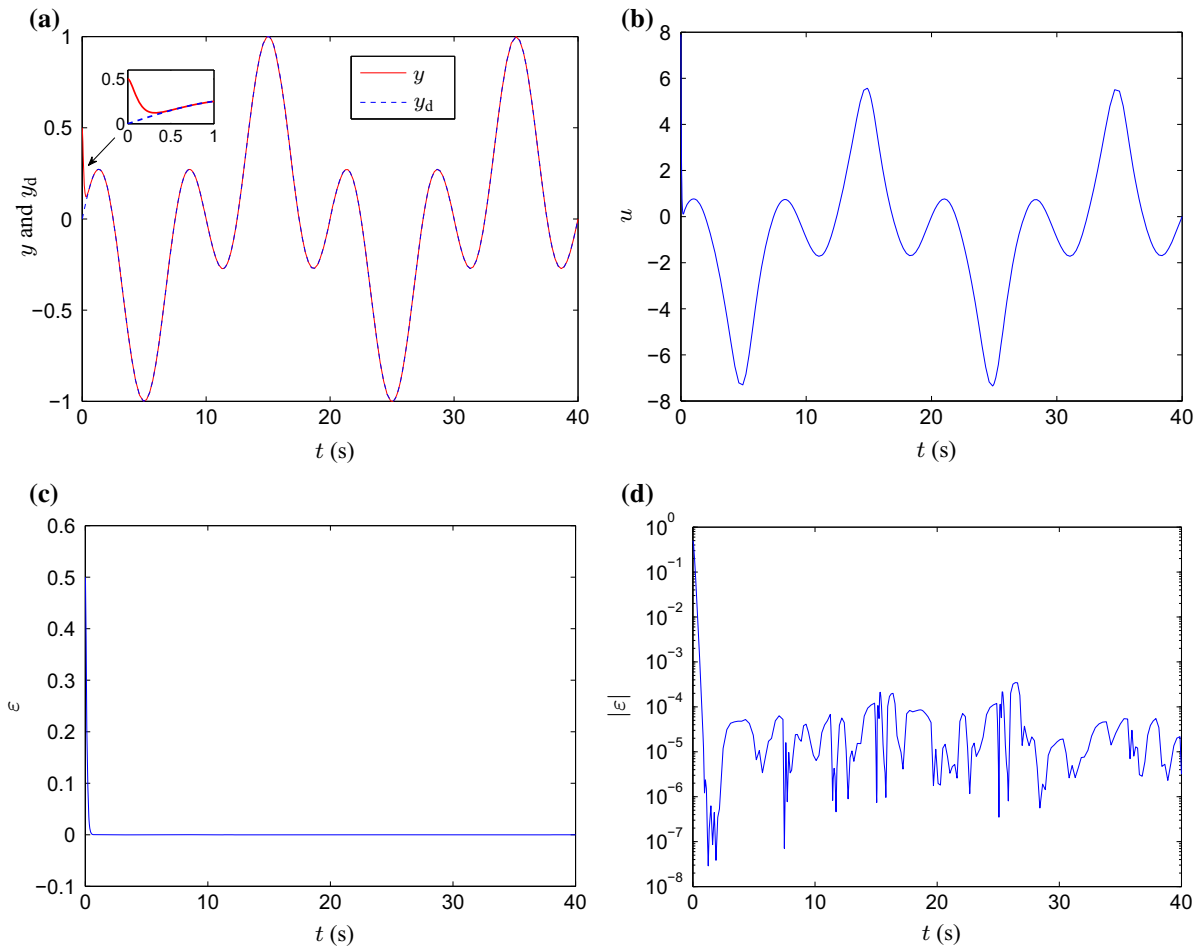 (a)
1
0.5
0
−0.5
−1
0 10 20 30 40
y and y_d
t (s)
0.5
0
0 0.5 1
y
y_d
(b)
8
6
4
2
0
−2
−4
−6
−8
0 10 20 30 40
u
t (s)
(c)
0.6
0.5
0.4
0.3
0.2
0.1
0
−0.1
0 10 20 30 40
ε
t (s)
(d)
10^0
10^−1
10^−2
10^−3
10^−4
10^−5
10^−6
10^−7
10^−8
0 10 20 30 40
|ε|
t (s)